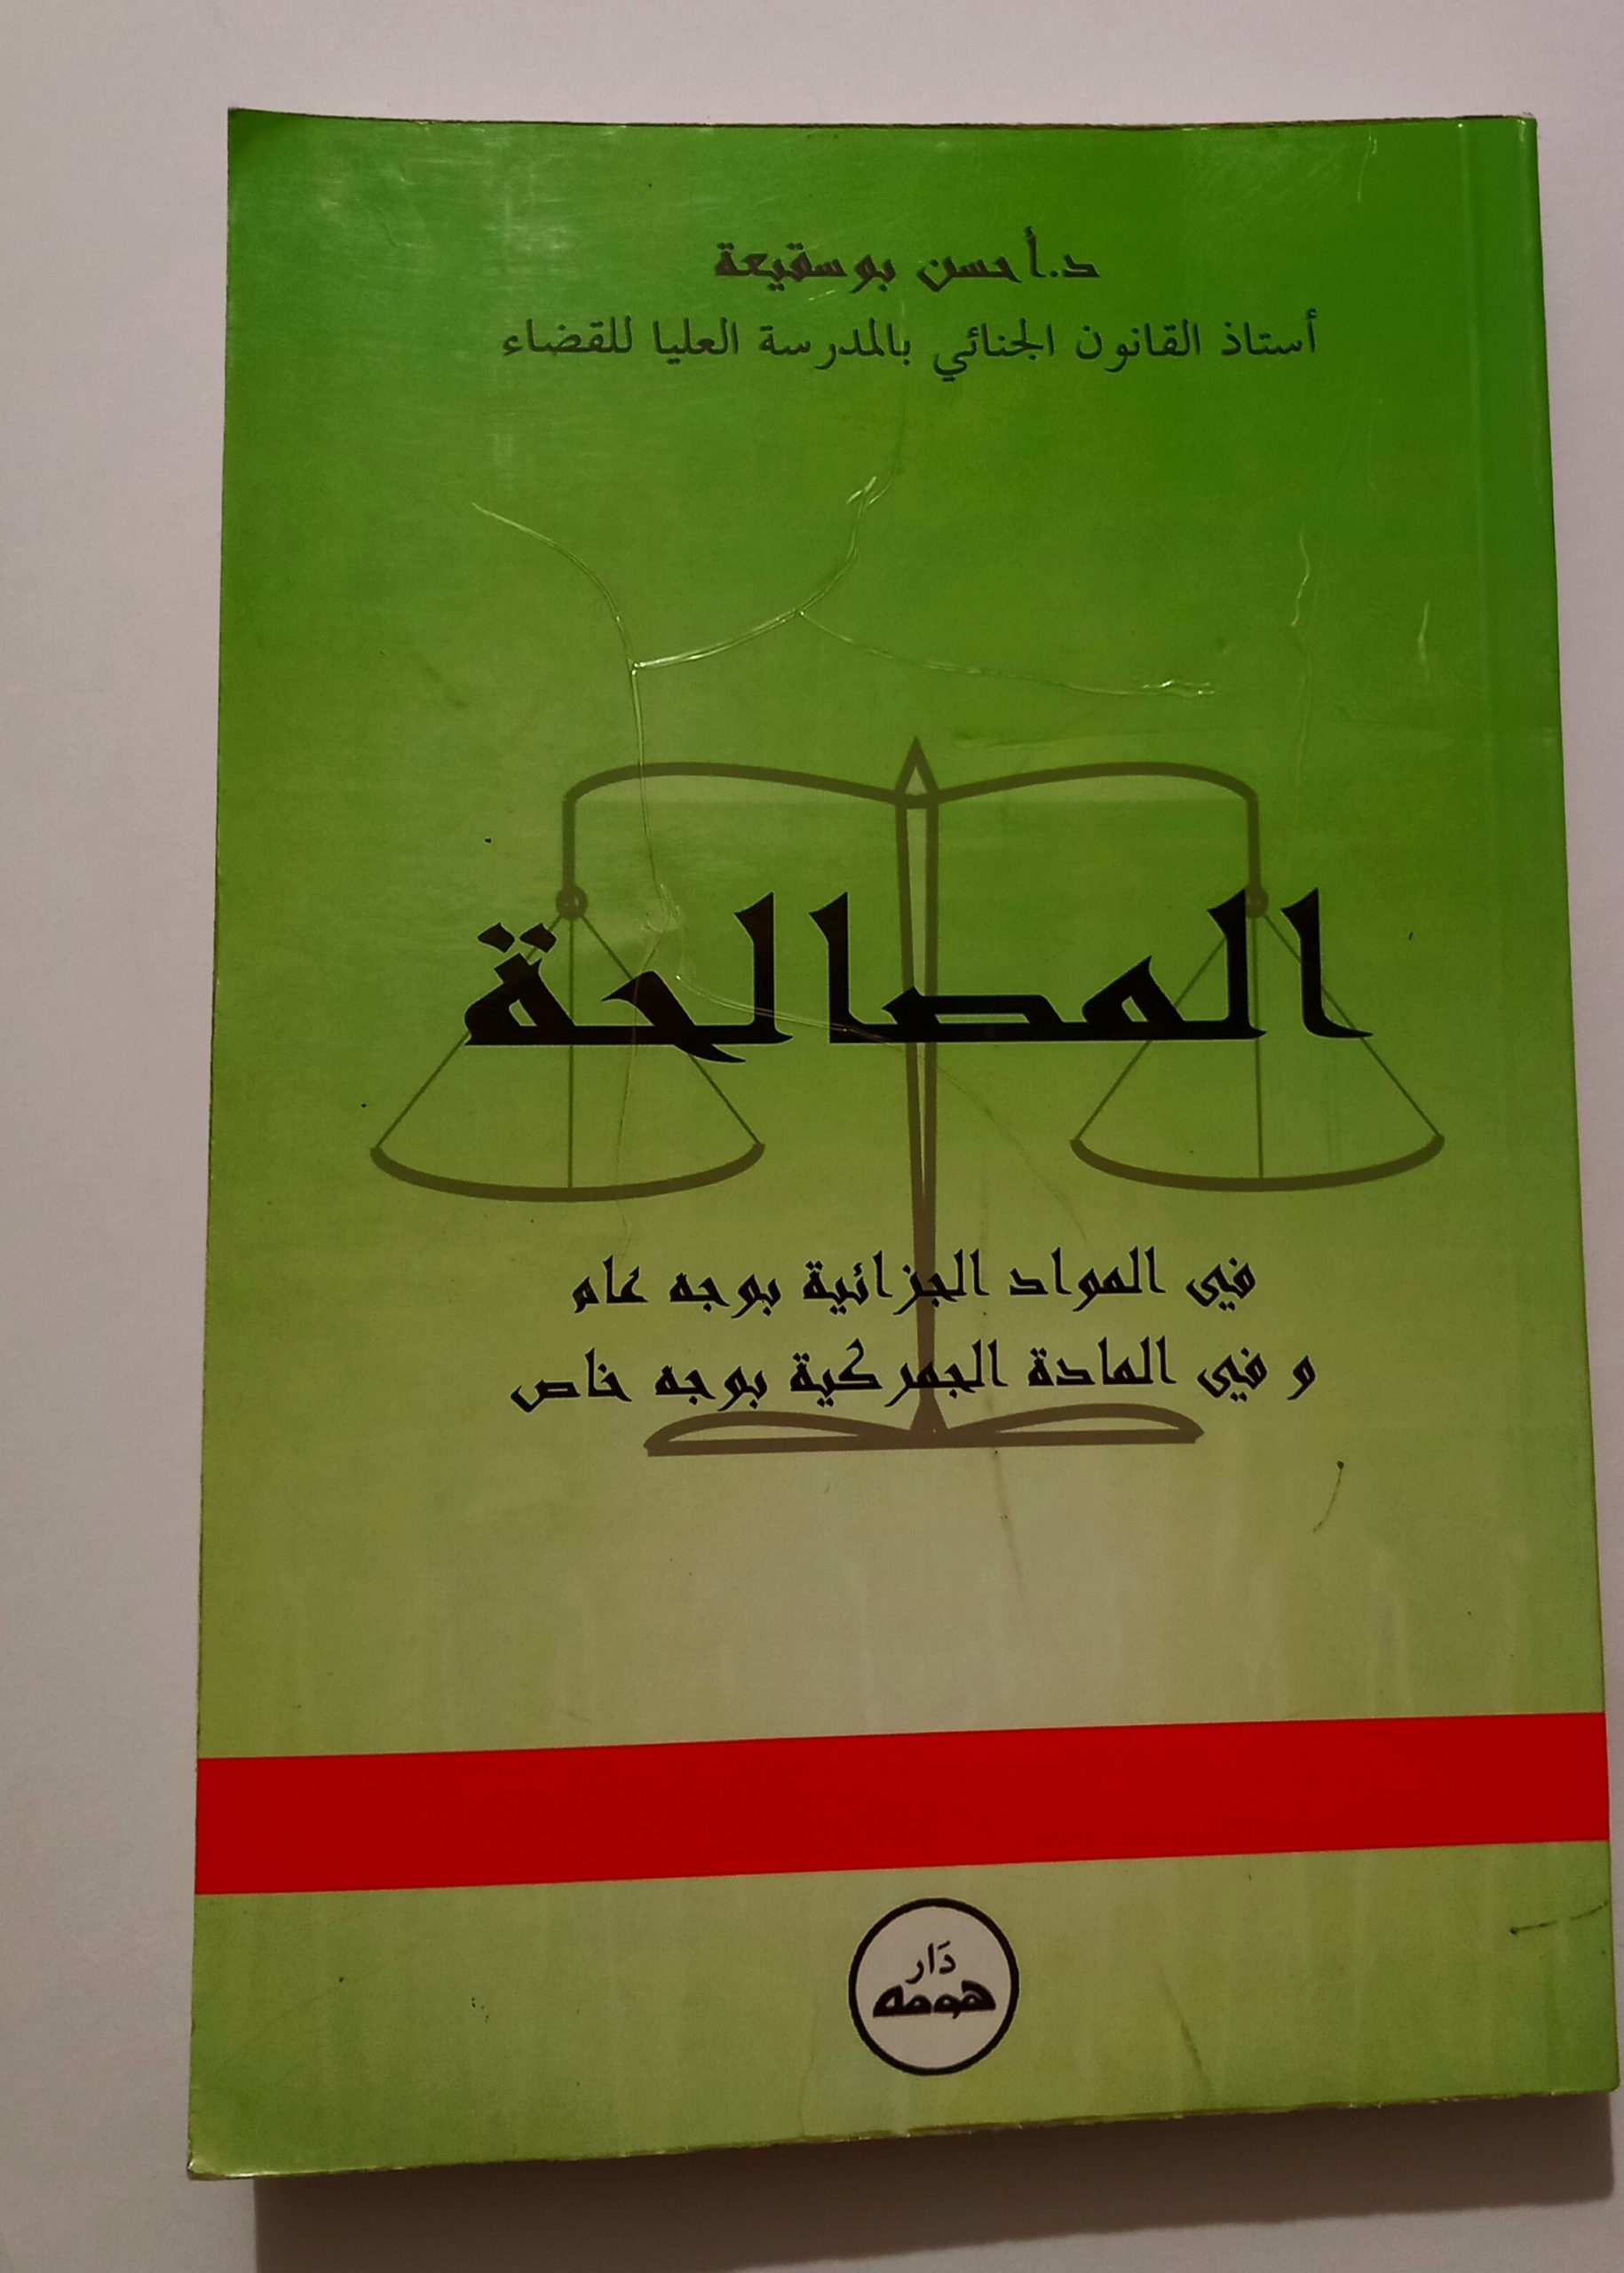 د.أحسن بوسقيعة
أستاذ القانون الجنائي بالمدرسة العليا للقضاء
المصالحة
في المواد الجزائية بوجه عام
و في المادة الجمركية بوجه خاص
دَار
هومه